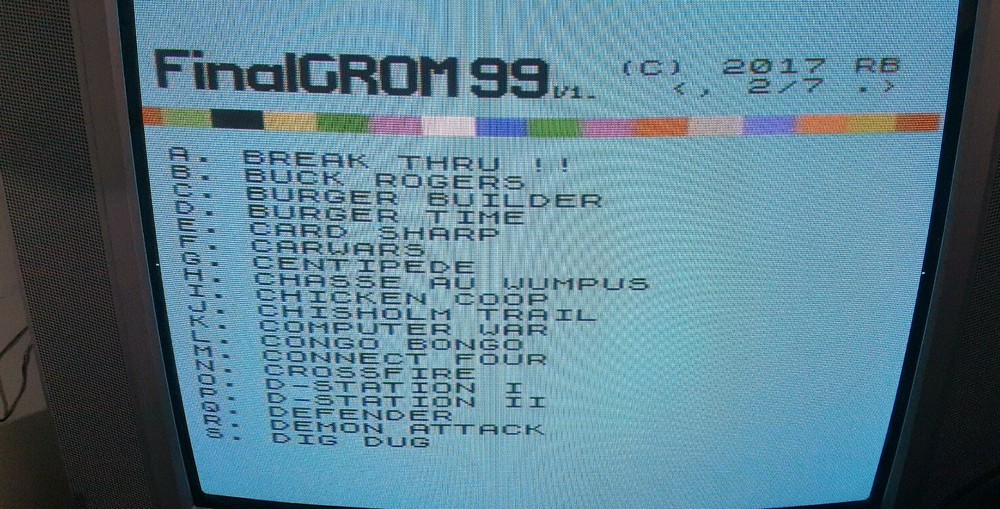 FinalGROM 99 V1. (C) 2017 RB
<, 2/7 .>
A. BREAK THRU !!
B. BUCK ROGERS
C. BURGER BUILDER
D. BURGER TIME
E. CARD SHARP
F. CARWARS
G. CENTIPEDE
H. CHASSE AU WUMPUS
I. CHICKEN COOP
J. CHISHOLM TRAIL
K. COMPUTER WAR
L. CONGO BONGO
M. CONNECT FOUR
N. CROSSFIRE
O. D-STATION I
P. D-STATION II
Q. DEFENDER
R. DEMON ATTACK
S. DIG DUG